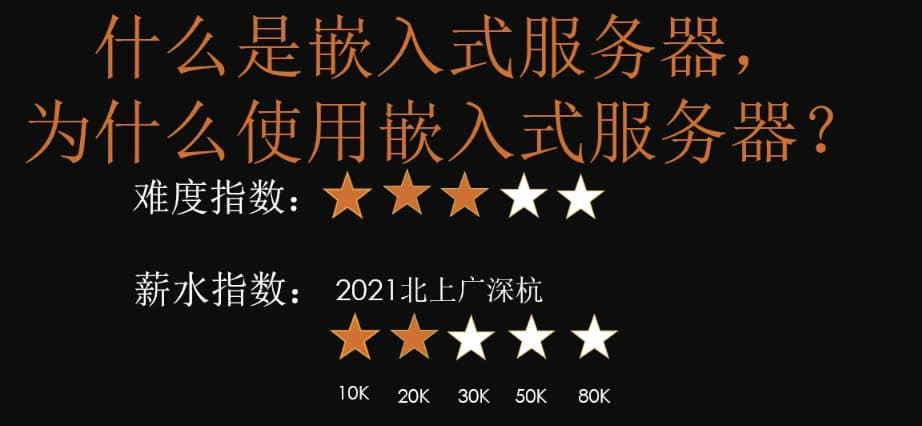 什么是嵌入式服务器，
为什么使用嵌入式服务器？
难度指数：
薪水指数： 2021北上广深杭
10K 20K 30K 50K 80K